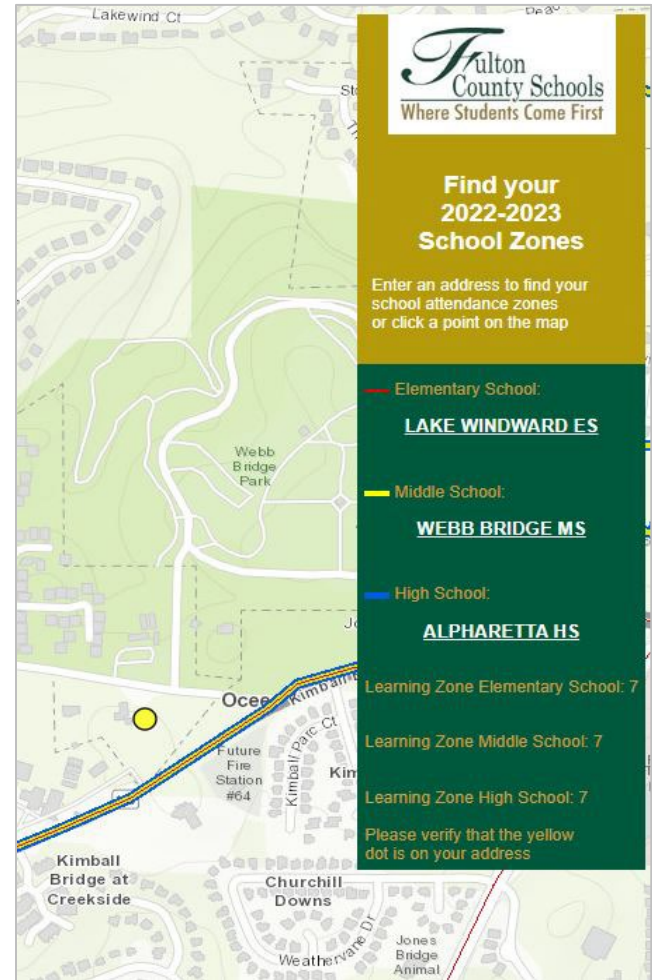 Lakewind Ct
Fulton
County Schools
Where Students Come First
Find your
2022-2023
School Zones
Enter an address to find your
school attendance zones
or click a point on the map
Elementary School:
LAKE WINDWARD ES
Webb
Bridge
Park
Middle School:
WEBB BRIDGE MS
High School:
ALPHARETTA HS
Learning Zone Elementary School: 7
Ocee
Learning Zone Middle School: 7
Future
Fire
Station
#64
Kimball Parc Ct
Learning Zone High School: 7
Please verify that the yellow
dot is on your address
Kimball
Bridge at
Creekside
Churchill
Downs
Weathervane Dr
Jones
Bridge
Animal